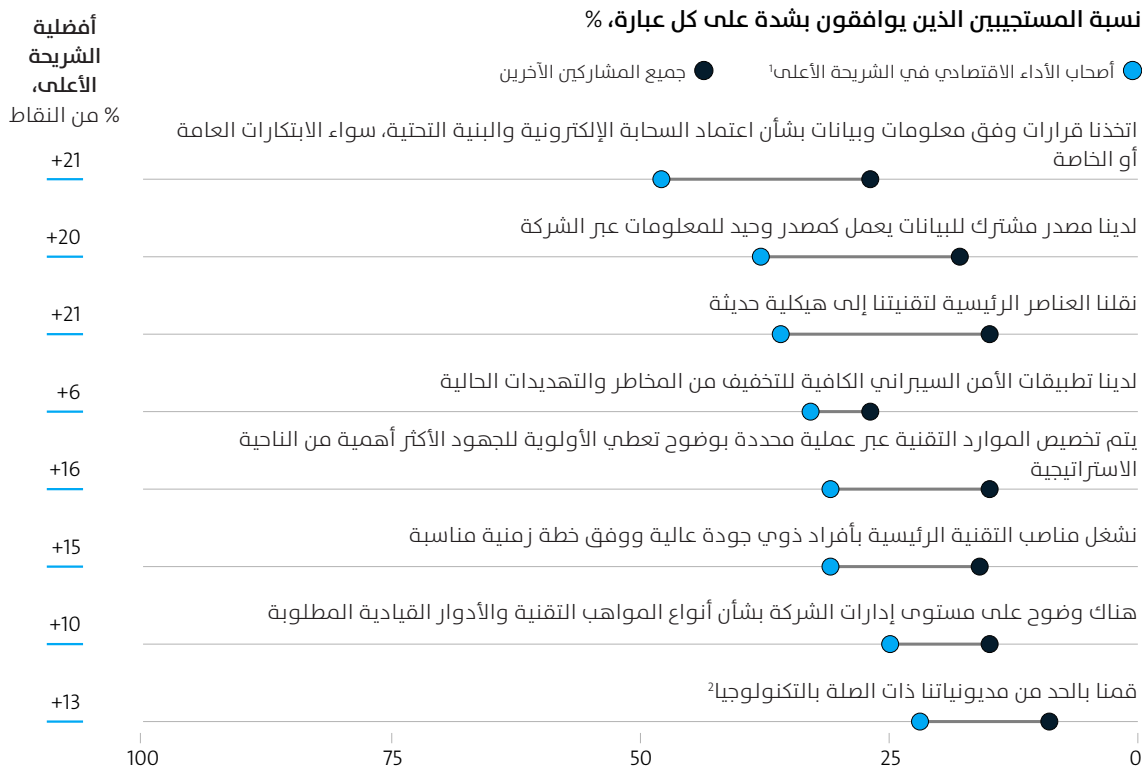 نسبة المستجيبين الذين يوافقون بشدة على كل عبارة، %
أصحاب الأداء الاقتصادي في الشريحة الأعلى¹
جميع المشاركين الآخرين
أفضلية
الشريحة
الأعلى،
% من النقاط
اتخذنا قرارات وفق معلومات وبيانات بشأن اعتماد السحابة الإلكترونية والبنية التحتية، سواء الابتكارات العامة
أو الخاصة
+21
لدينا مصدر مشترك للبيانات يعمل كمصدر وحيد للمعلومات عبر الشركة
+20
نقلنا العناصر الرئيسية لتقنيتنا إلى هيكلية حديثة
+21
لدينا تطبيقات الأمن السيبراني الكافية للتخفيف من المخاطر والتهديدات الحالية
+6
يتم تخصيص الموارد التقنية عبر عملية محددة بوضوح تعطي الأولوية للجهود الأكثر أهمية من الناحية
الاستراتيجية
+16
نشغل مناصب التقنية الرئيسية بأفراد ذوي جودة عالية ووفق خطة زمنية مناسبة
+15
هناك وضوح على مستوى إدارات الشركة بشأن أنواع المواهب التقنية والأدوار القيادية المطلوبة
+10
قمنا بالحد من مديونياتنا ذات الصلة بالتكنولوجيا²
+13
0 25 50 75 100